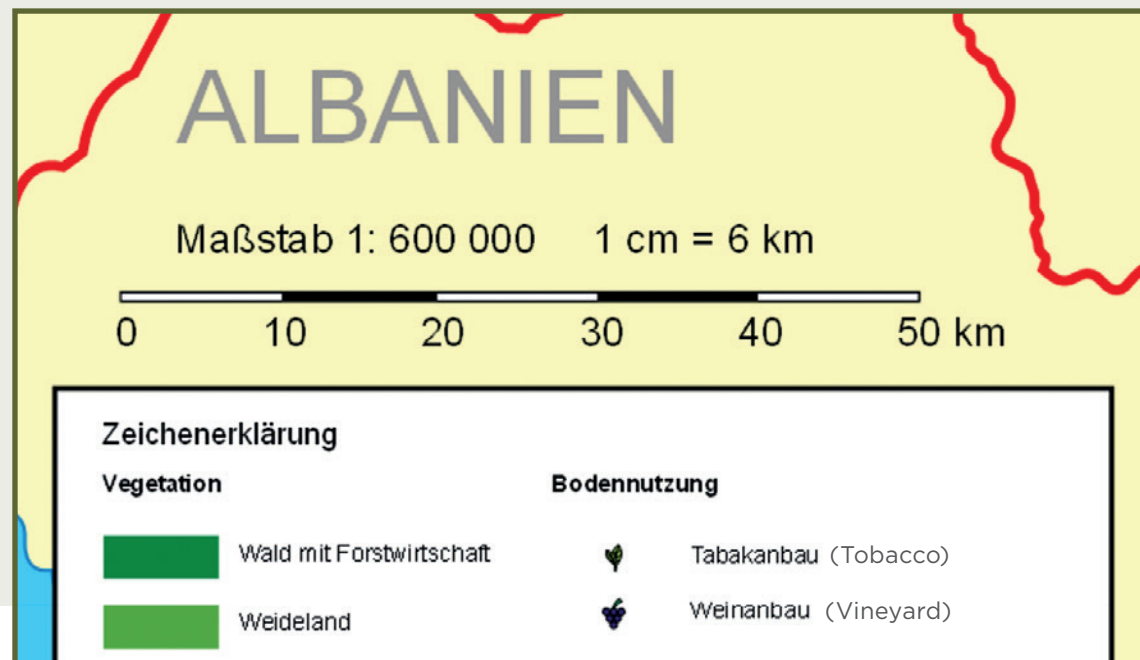 ALBANIEN
Maßstab 1: 600 000 1 cm = 6 km
0 10 20 30 40 50 km
Zeichenerklärung
Vegetation Bodennutzung
Wald mit Forstwirtschaft Tabakanbau (Tobacco)
Weideland Weinanbau (Vineyard)